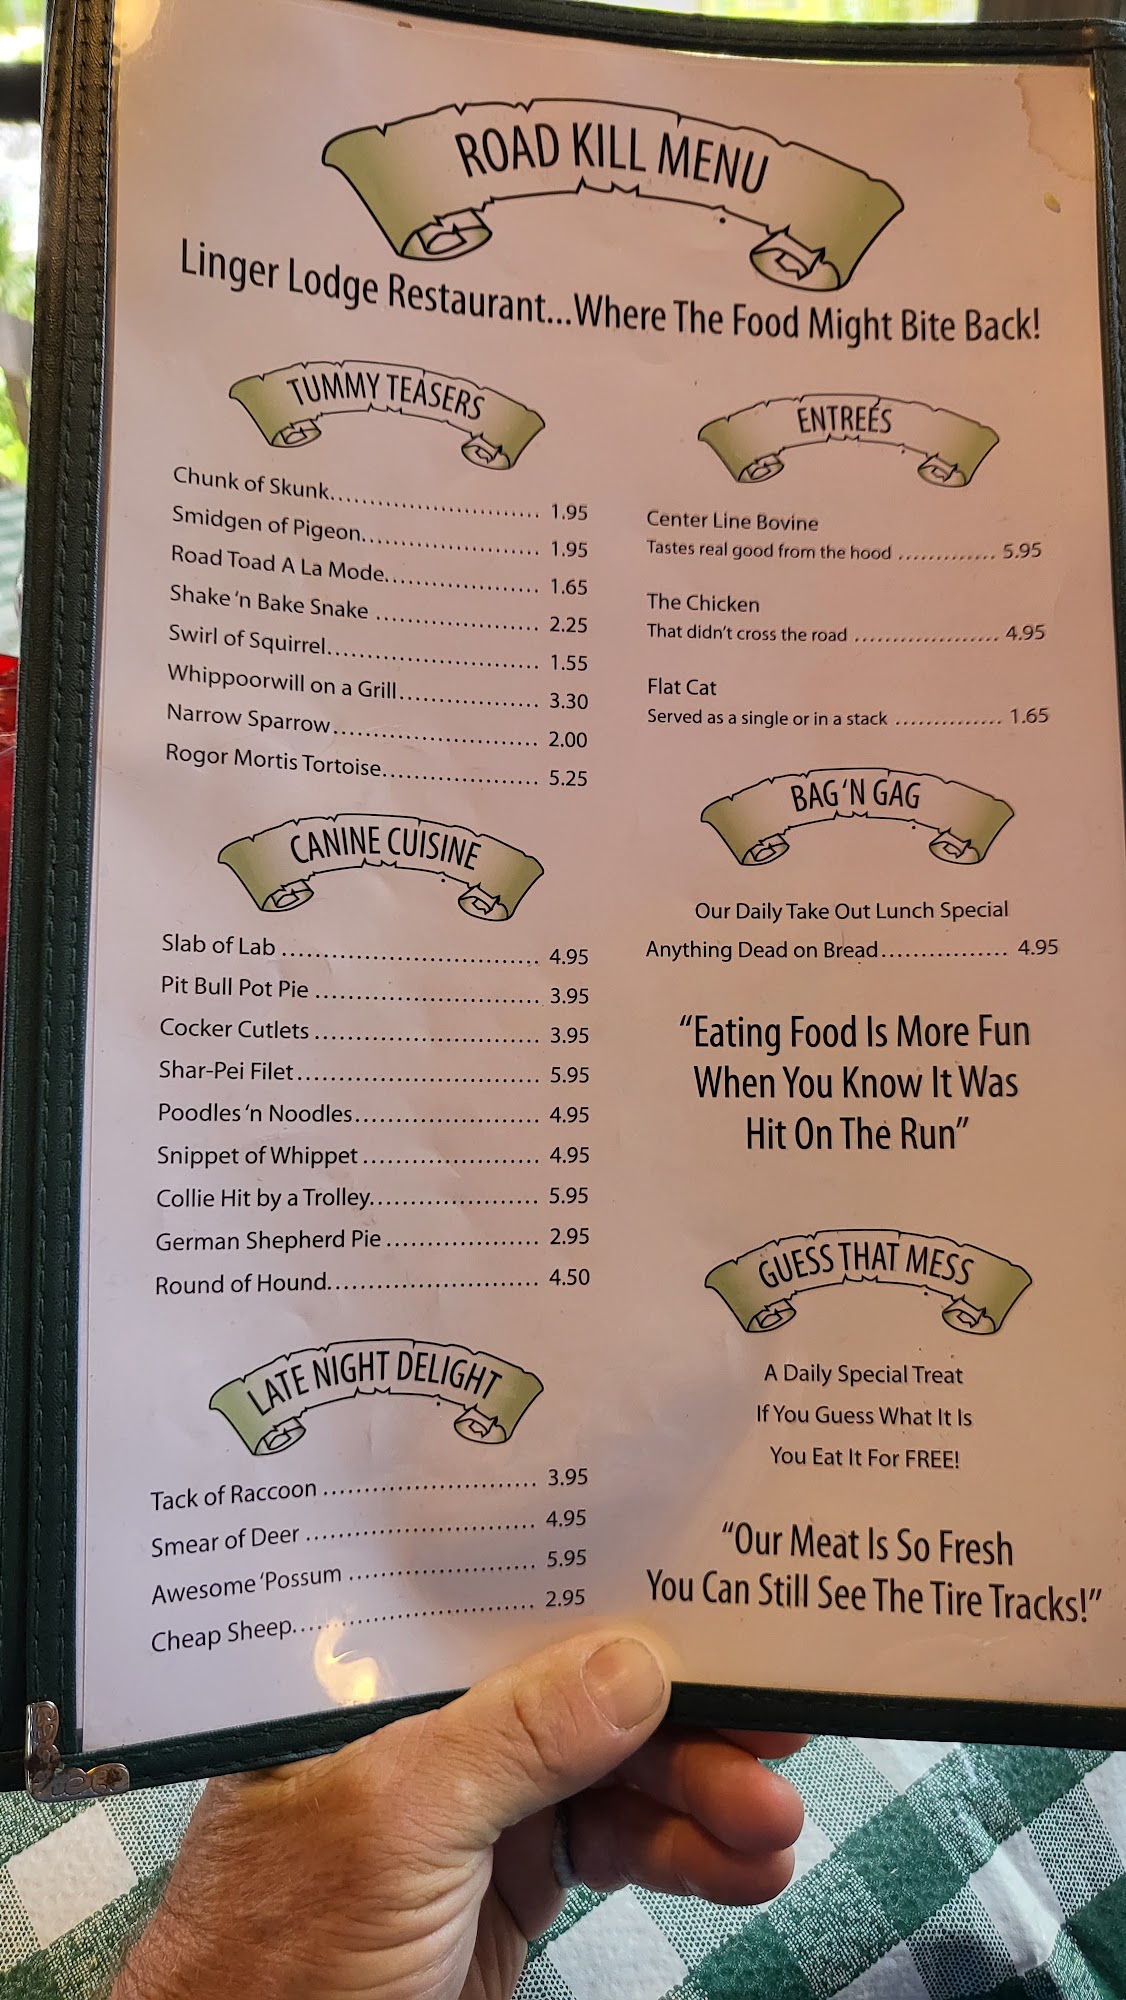 ROAD KILL MENU
Linger Lodge Restaurant...Where The Food Might Bite Back!
TUMMY TEASERS
Chunk of Skunk................................ 1.95
Smidgen of Pigeon........................... 1.95
Road Toad A La Mode....................... 1.65
Shake 'n Bake Snake ........................ 2.25
Swirl of Squirrel................................ 1.55
Whippoorwill on a Grill..................... 3.30
Narrow Sparrow............................... 2.00
Rogor Mortis Tortoise....................... 5.25
CANINE CUISINE
Slab of Lab ....................................... 4.95
Pit Bull Pot Pie .................................. 3.95
Cocker Cutlets .................................. 3.95
Shar-Pei Filet..................................... 5.95
Poodles 'n Noodles............................ 4.95
Snippet of Whippet........................... 4.95
Collie Hit by a Trolley.......................... 5.95
German Shepherd Pie....................... 2.95
Round of Hound................................ 4.50
LATE NIGHT DELIGHT
Tack of Raccoon ................................ 3.95
Smear of Deer ................................... 4.95
Awesome 'Possum ............................ 5.95
Cheap Sheep..................................... 2.95
ENTREÉS
Center Line Bovine
Tastes real good from the hood ............. 5.95
The Chicken
That didn't cross the road ................... 4.95
Flat Cat
Served as a single or in a stack .............. 1.65
BAG 'N GAG
Our Daily Take Out Lunch Special
Anything Dead on Bread................ 4.95
"Eating Food Is More Fun
When You Know It Was
Hit On The Run"
GUESS THAT MESS
A Daily Special Treat
If You Guess What It Is
You Eat It For FREE!
"Our Meat Is So Fresh
You Can Still See The Tire Tracks!"